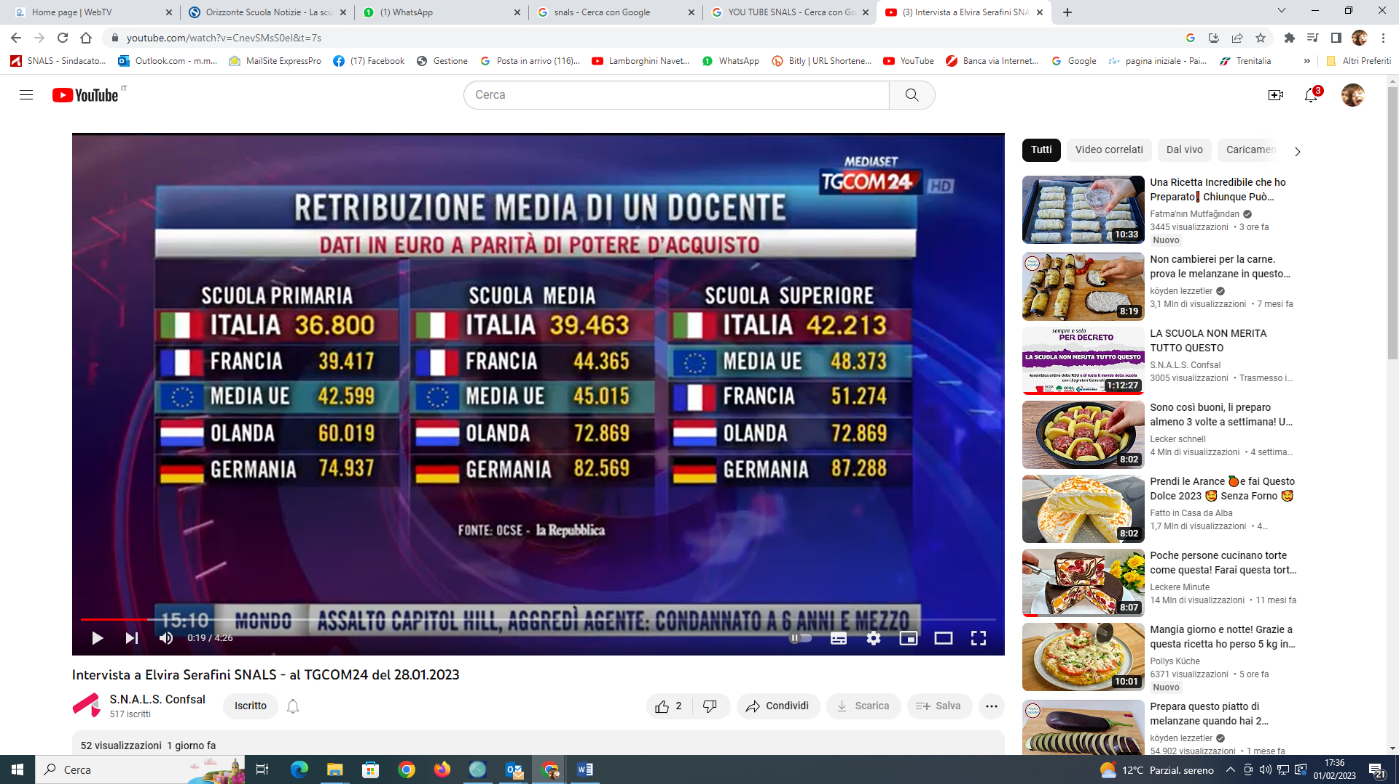 Home page | WebTV
Orizzonte Scuola Notizie - La scu
(1) WhatsApp
snals - Cerca con Google
YOU TUBE SNALS - Cerca con Go
(3) Intervista a Elvira Serafini SNA
youtube.com/watch?v=CnevSMsS0eI&t=7s
SNALS - Sindacato...
Outlook.com - m.m...
MailSite ExpressPro
(17) Facebook
Gestione
Posta in arrivo (116)...
Lamborghini Navet...
WhatsApp
Bitly | URL Shortene...
YouTube
Banca via Internet...
Google
pagina iniziale - Pai...
Trenitalia
»
Altri Preferiti
YouTube IT
Cerca
3
MEDIASET
TGCOM24 HD
RETRIBUZIONE MEDIA DI UN DOCENTE
DATI IN EURO A PARITÀ DI POTERE D'ACQUISTO
SCUOLA PRIMARIA
ITALIA 36.800
FRANCIA 39.417
MEDIA UE 42.599
OLANDA 60.019
GERMANIA 74.937
SCUOLA MEDIA
ITALIA 39.463
FRANCIA 44.365
MEDIA UE 45.015
OLANDA 72.869
GERMANIA 82.569
SCUOLA SUPERIORE
ITALIA 42.213
MEDIA UE 48.373
FRANCIA 51.274
OLANDA 72.869
GERMANIA 87.288
FONTE: OCSE - la Repubblica
15:10 MONDO ASSALTO CAPITOL HILL, AGGREDÌ AGENTE: CONDANNATO A 6 ANNI E MEZZO
0:19 / 4:26
Intervista a Elvira Serafini SNALS - al TGCOM24 del 28.01.2023
S.N.A.L.S. Confsal
517 iscritti
Iscritto
2
Condividi
Scarica
Salva
52 visualizzazioni 1 giorno fa
Tutti
Video correlati
Dal vivo
Caricamen
10:33
Una Ricetta Incredibile che ho
Preparato❗Chiunque Può...
Fatma'nın Mutfağından
3445 visualizzazioni • 3 ore fa
Nuovo
8:19
Non cambierei per la carne.
prova le melanzane in questo...
köyden lezzetler
3,1 Mln di visualizzazioni • 7 mesi fa
sempre e solo
PER DECRETO
LA SCUOLA NON MERITA TUTTO QUESTO
1:12:27
LA SCUOLA NON MERITA
TUTTO QUESTO
S.N.A.L.S. Confsal
3005 visualizzazioni • Trasmesso i...
8:02
Sono così buoni, li preparo
almeno 3 volte a settimana! U...
Lecker schnell
4 Mln di visualizzazioni • 4 settima...
8:02
Prendi le Arance 🍊e fai Questo
Dolce 2023 🥰 Senza Forno 🥰
Fatto in Casa da Alba
1,7 Mln di visualizzazioni • 4...
8:07
Poche persone cucinano torte
come questa! Farai questa tort...
Leckere Minute
14 Mln di visualizzazioni • 11 mesi fa
10:01
Mangia giorno e notte! Grazie a
questa ricetta ho perso 5 kg in...
Pollys Küche
6371 visualizzazioni • 5 ore fa
Nuovo
Prepara questo piatto di
melanzane quando hai 2...
köyden lezzetler
54.902 visualizzazioni • 1 mese fa
Cerca
12°C Parzial. sereno
17:36
01/02/2023
21